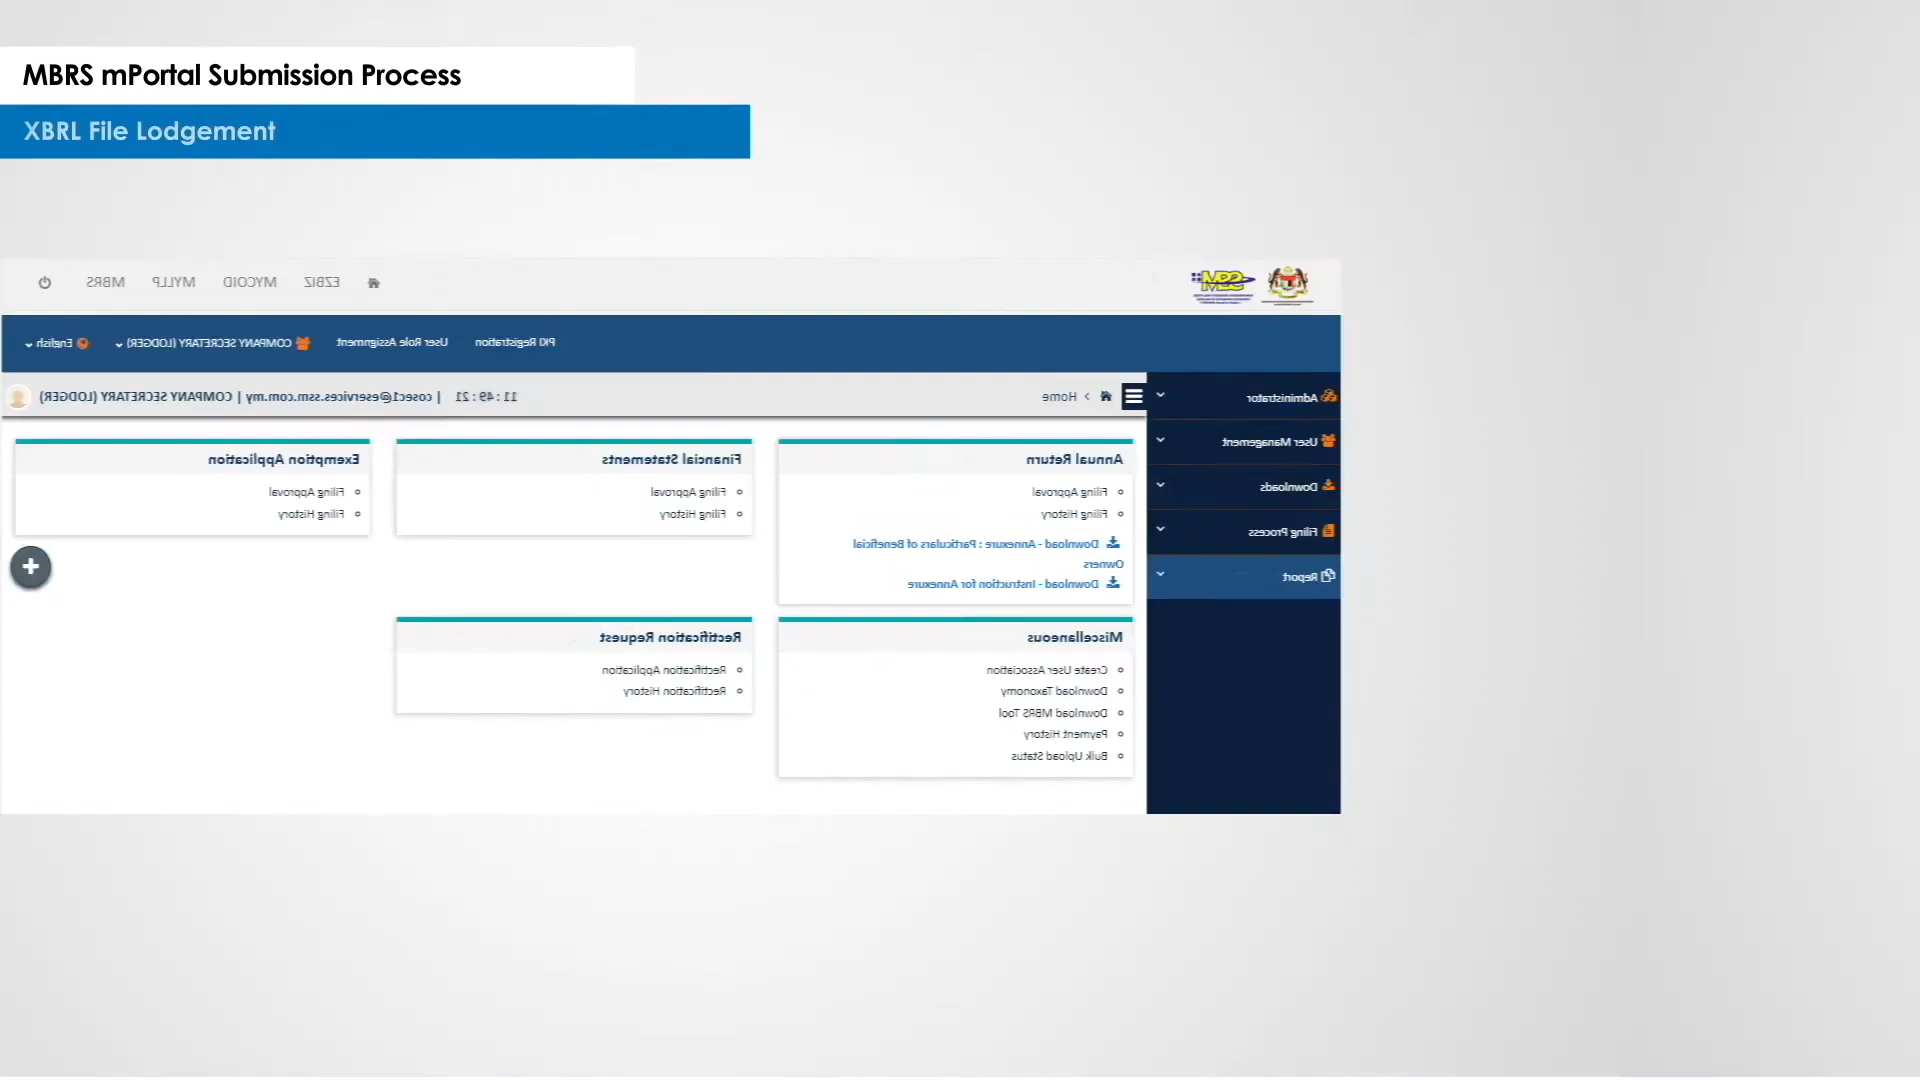 MBRS mPortal Submission Process
XBRL File Lodgement
EZBIZ MYCOID MYLLP MBRS
PKI Registration User Role Assignment COMPANY SECRETARY (LODGER) English
Administrator
User Management
Downloads
Filing Process
Report
> Home
11:49:21 | cosec1@eservices.ssm.com.my | COMPANY SECRETARY (LODGER)
Annual Return
Filing Approval
Filing History
Download - Annexure : Particulars of Beneficial
Owners
Download - Instruction for Annexure
Financial Statements
Filing Approval
Filing History
Exemption Application
Filing Approval
Filing History
Miscellaneous
Create User Association
Download Taxonomy
Download MBRS Tool
Payment History
Bulk Upload Status
Rectification Request
Rectification Application
Rectification History